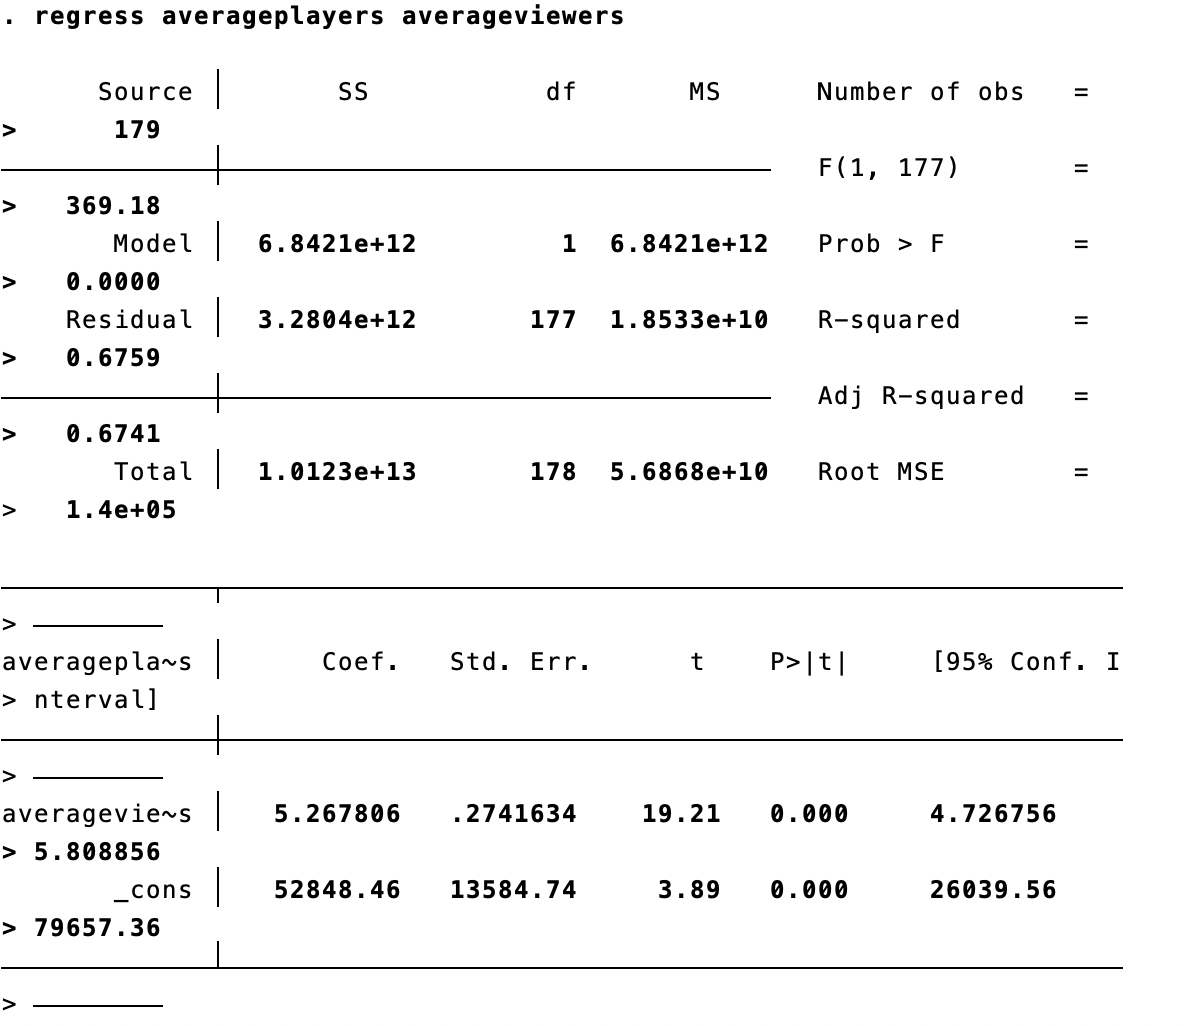 . regress averageplayers averageviewers
Source | SS df MS Number of obs =
> 179
F(1, 177) =
> 369.18
Model | 6.8421e+12 1 6.8421e+12 Prob > F =
> 0.0000
Residual | 3.2804e+12 177 1.8533e+10 R-squared =
> 0.6759
Adj R-squared =
> 0.6741
Total | 1.0123e+13 178 5.6868e+10 Root MSE =
> 1.4e+05
>
averagepla~s | Coef. Std. Err. t P>|t| [95% Conf. I
> nterval]
>
averagevie~s | 5.267806 .2741634 19.21 0.000 4.726756
> 5.808856
_cons | 52848.46 13584.74 3.89 0.000 26039.56
> 79657.36
>